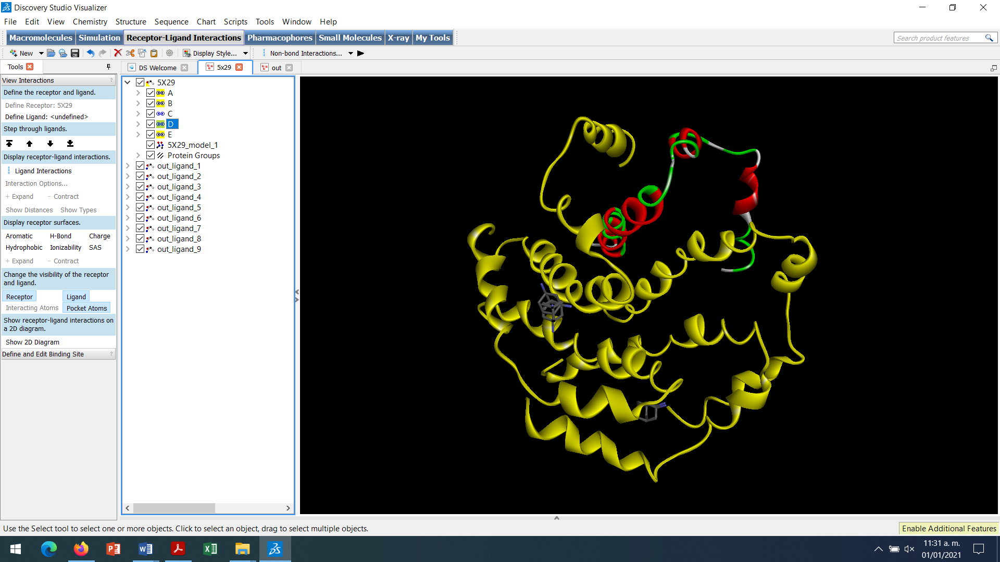 Discovery Studio Visualizer
File Edit View Chemistry Structure Sequence Chart Scripts Tools Window Help
Macromolecules Simulation Receptor-Ligand Interactions Pharmacophores Small Molecules X-ray My Tools
Search product features
New Display Style... Non-bond Interactions...
Tools
DS Welcome 5x29 out
View Interactions ?
Define the receptor and ligand.
Define Receptor: 5X29
Define Ligand: <undefined>
Step through ligands.
Display receptor-ligand interactions.
Ligand Interactions
Interaction Options...
+ Expand - Contract
Show Distances Show Types
Display receptor surfaces.
Aromatic H-Bond Charge
Hydrophobic Ionizability SAS
+ Expand - Contract
Change the visibility of the receptor
and ligand.
Receptor Ligand
Interacting Atoms Pocket Atoms
Show receptor-ligand interactions on
a 2D diagram.
Show 2D Diagram
Define and Edit Binding Site ?
5X29
A
B
C
D
E
5X29_model_1
Protein Groups
out_ligand_1
out_ligand_2
out_ligand_3
out_ligand_4
out_ligand_5
out_ligand_6
out_ligand_7
out_ligand_8
out_ligand_9
Use the Select tool to select one or more objects. Click to select an object, drag to select multiple objects.
Enable Additional Features
11:31 a. m.
01/01/2021